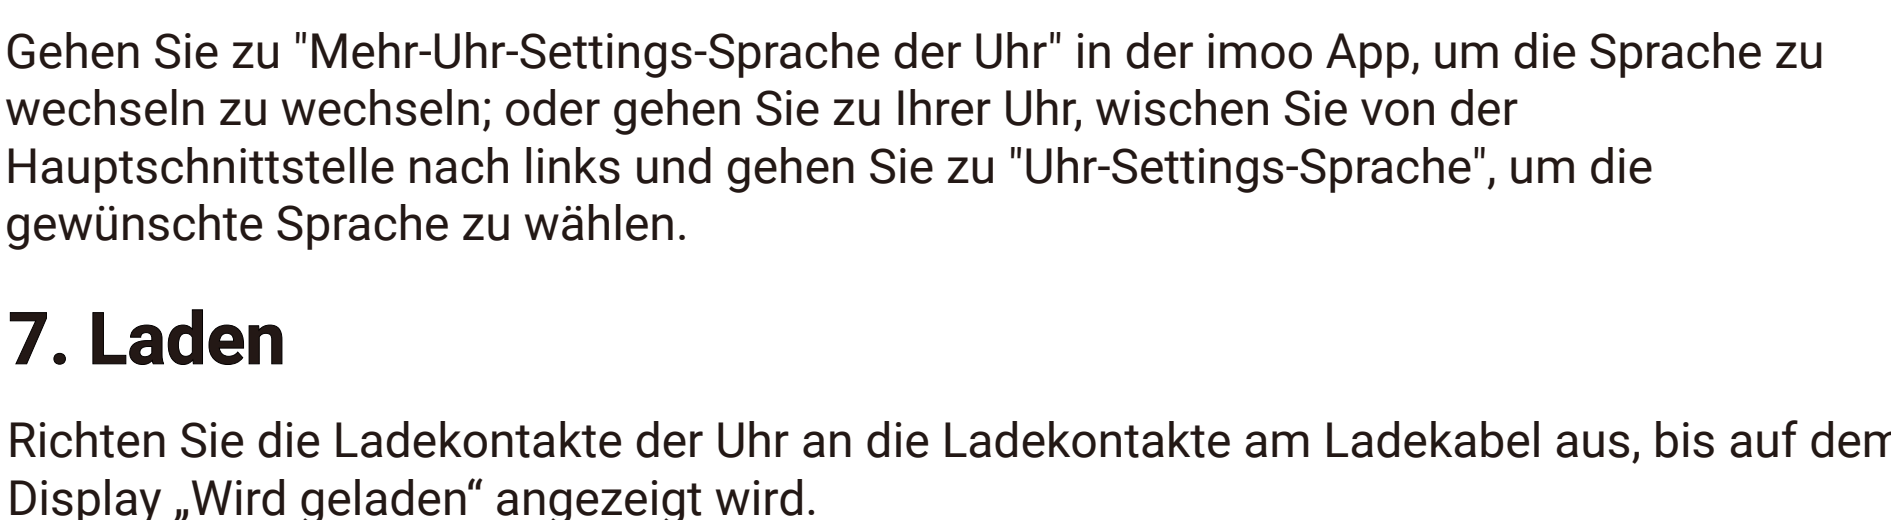 Gehen Sie zu "Mehr-Uhr-Settings-Sprache der Uhr" in der imoo App, um die Sprache zu
wechseln zu wechseln; oder gehen Sie zu Ihrer Uhr, wischen Sie von der
Hauptschnittstelle nach links und gehen Sie zu "Uhr-Settings-Sprache", um die
gewünschte Sprache zu wählen.
7. Laden
Richten Sie die Ladekontakte der Uhr an die Ladekontakte am Ladekabel aus, bis auf dem
Display „Wird geladen“ angezeigt wird.